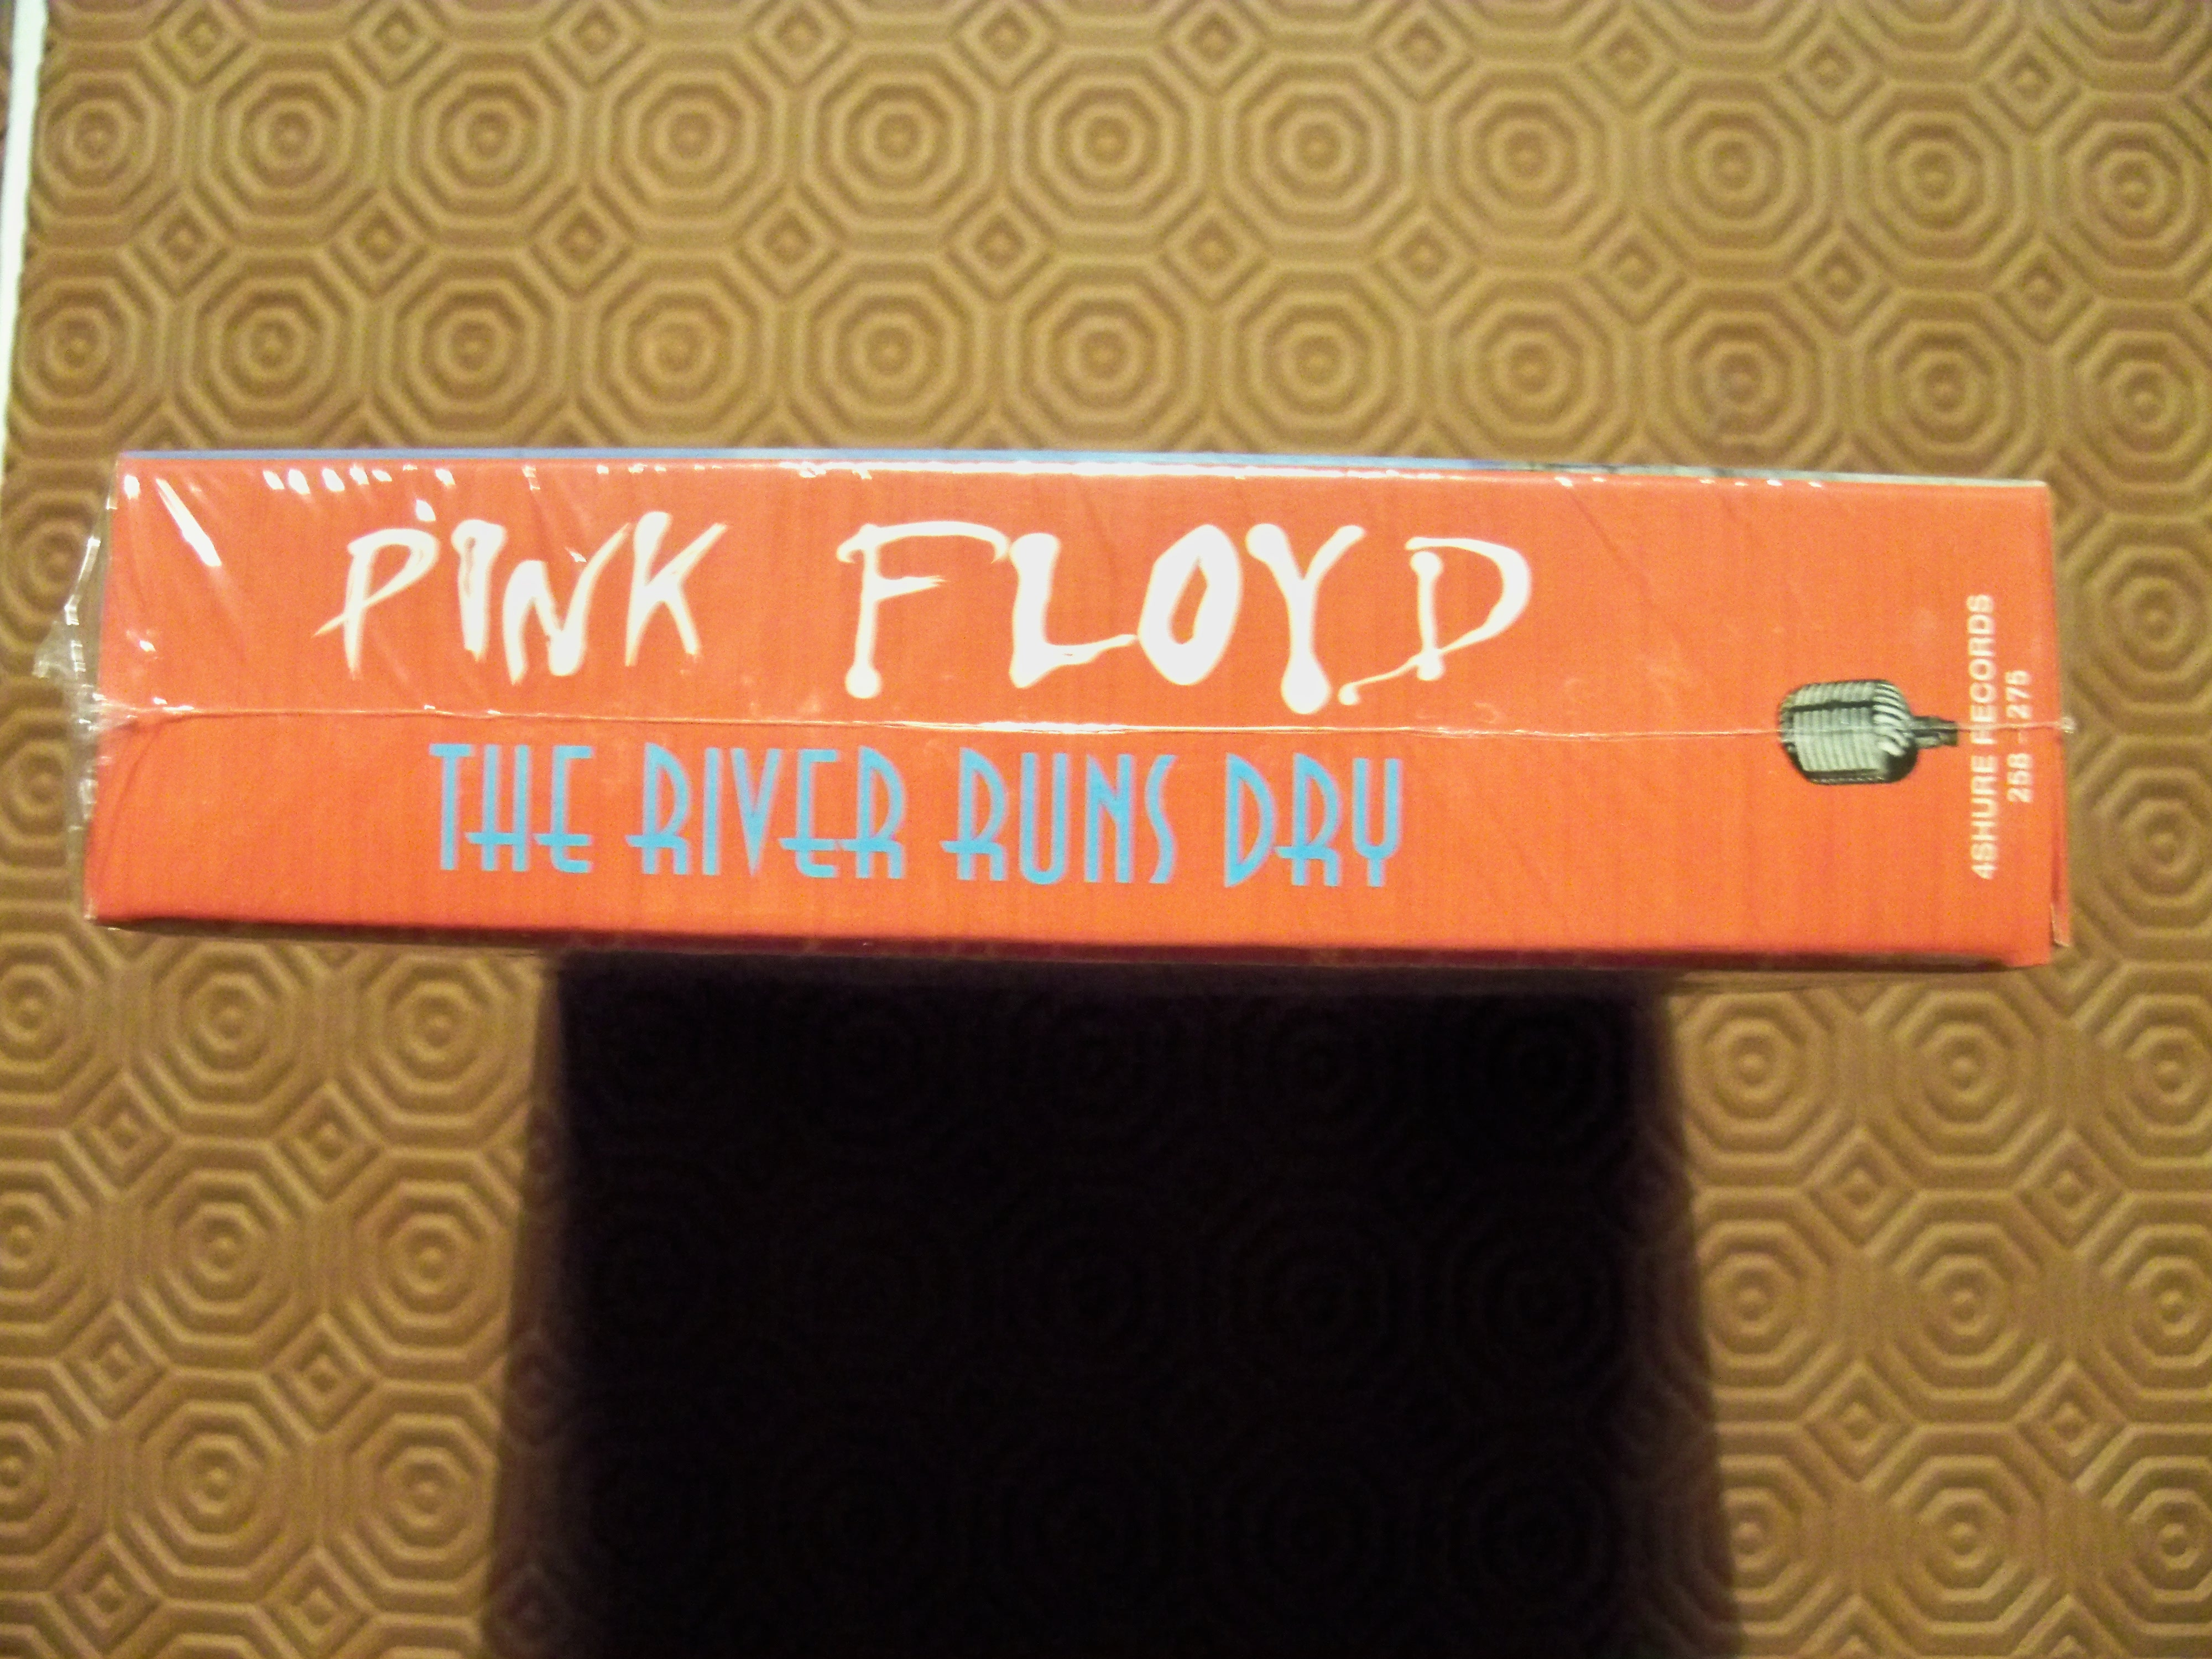 PINK FLOYD
THE RIVER RUNS DRY
4SHURE RECORDS
258 - 275